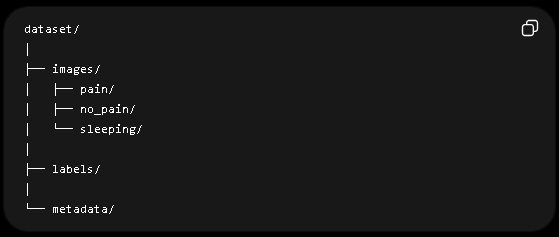 dataset/
│
├── images/
│   ├── pain/
│   ├── no_pain/
│   └── sleeping/
│
├── labels/
│
└── metadata/